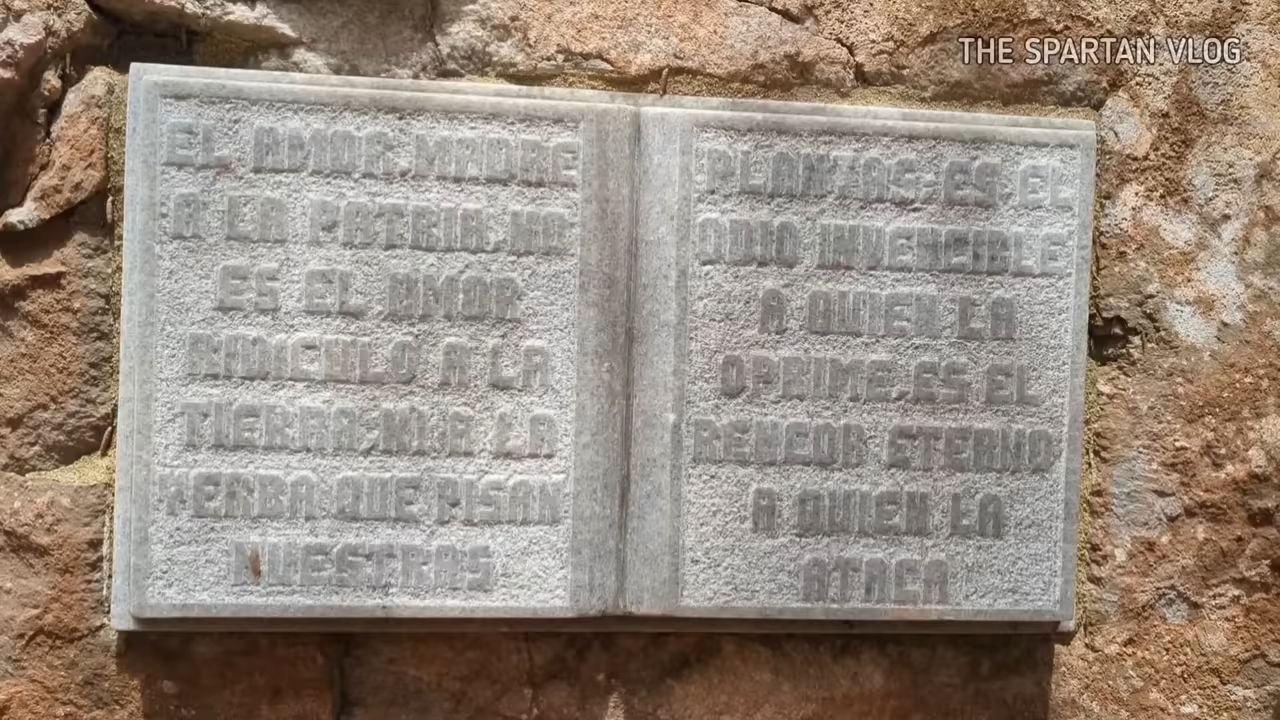 THE SPARTAN VLOG
EL AMOR, MADRE
A LA PATRIA, NO
ES EL AMOR
RIDICULO A LA
TIERRA, NI A LA
YERBA QUE PISAN
NUESTRAS
PLANTAS; ES EL
ODIO INVENCIBLE
A QUIEN LA
OPRIME, ES EL
RENCOR ETERNO
A QUIEN LA
ATACA